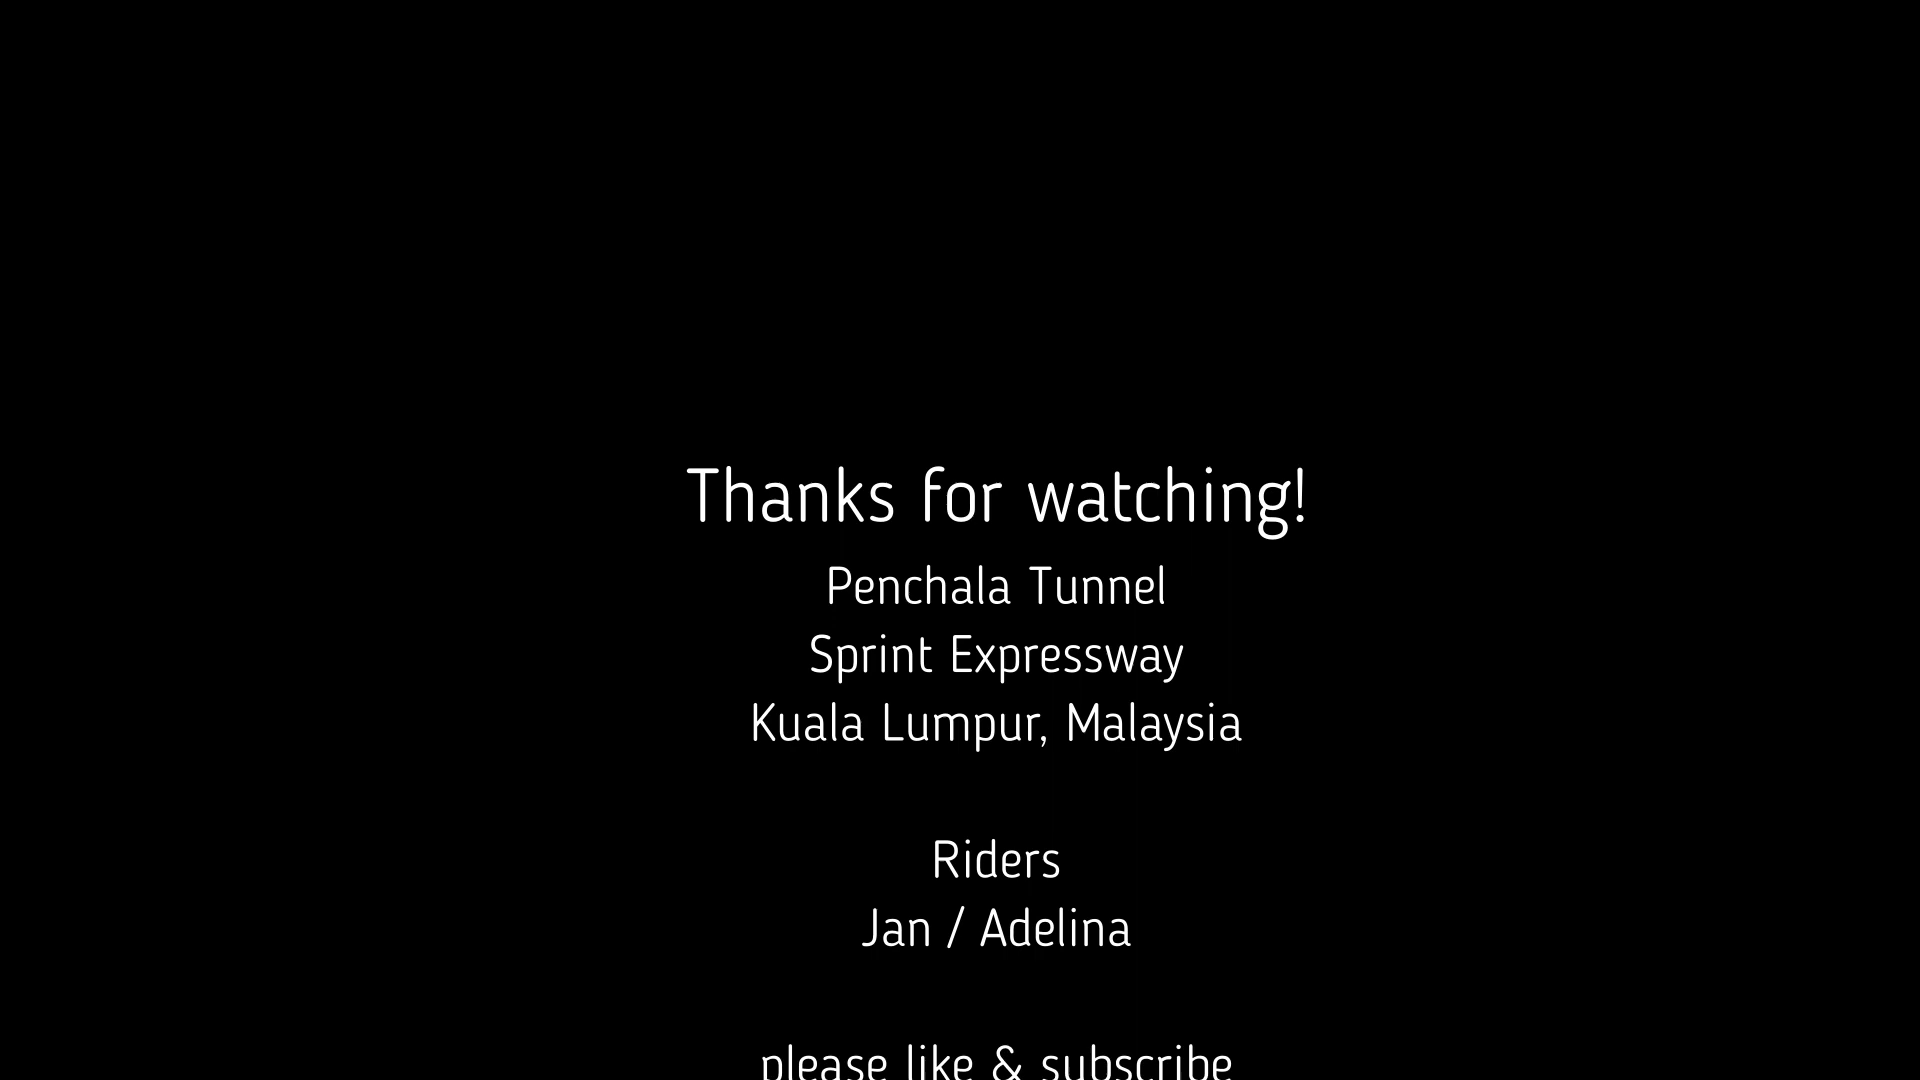 Thanks for watching!
Penchala Tunnel
Sprint Expressway
Kuala Lumpur, Malaysia
Riders
Jan / Adelina
please like & subscribe